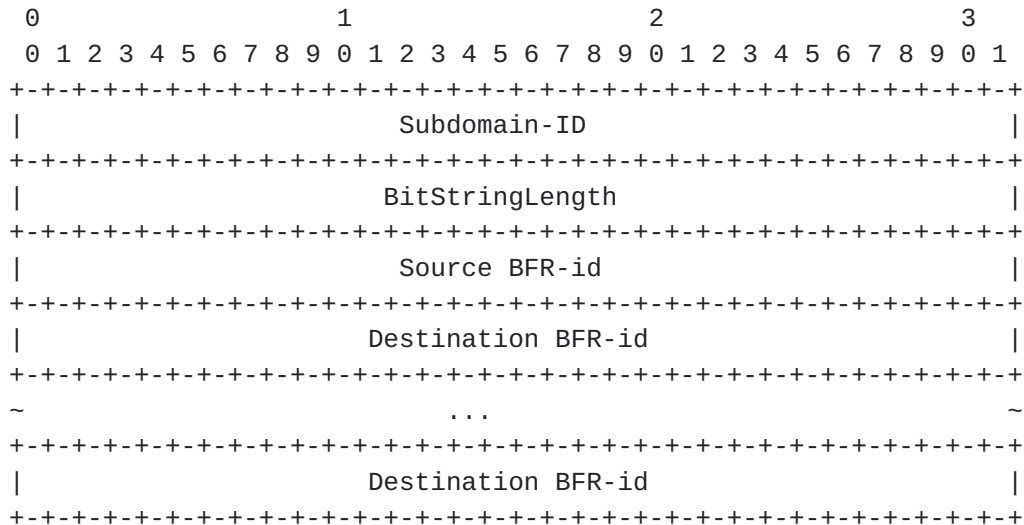 0                   1                   2                   3
 0 1 2 3 4 5 6 7 8 9 0 1 2 3 4 5 6 7 8 9 0 1 2 3 4 5 6 7 8 9 0 1
+-+-+-+-+-+-+-+-+-+-+-+-+-+-+-+-+-+-+-+-+-+-+-+-+-+-+-+-+-+-+-+-+
|                        Subdomain-ID                           |
+-+-+-+-+-+-+-+-+-+-+-+-+-+-+-+-+-+-+-+-+-+-+-+-+-+-+-+-+-+-+-+-+
|                       BitStringLength                         |
+-+-+-+-+-+-+-+-+-+-+-+-+-+-+-+-+-+-+-+-+-+-+-+-+-+-+-+-+-+-+-+-+
|                        Source BFR-id                          |
+-+-+-+-+-+-+-+-+-+-+-+-+-+-+-+-+-+-+-+-+-+-+-+-+-+-+-+-+-+-+-+-+
|                      Destination BFR-id                       |
+-+-+-+-+-+-+-+-+-+-+-+-+-+-+-+-+-+-+-+-+-+-+-+-+-+-+-+-+-+-+-+-+
~                           ...                                 ~
+-+-+-+-+-+-+-+-+-+-+-+-+-+-+-+-+-+-+-+-+-+-+-+-+-+-+-+-+-+-+-+-+
|                      Destination BFR-id                       |
+-+-+-+-+-+-+-+-+-+-+-+-+-+-+-+-+-+-+-+-+-+-+-+-+-+-+-+-+-+-+-+-+